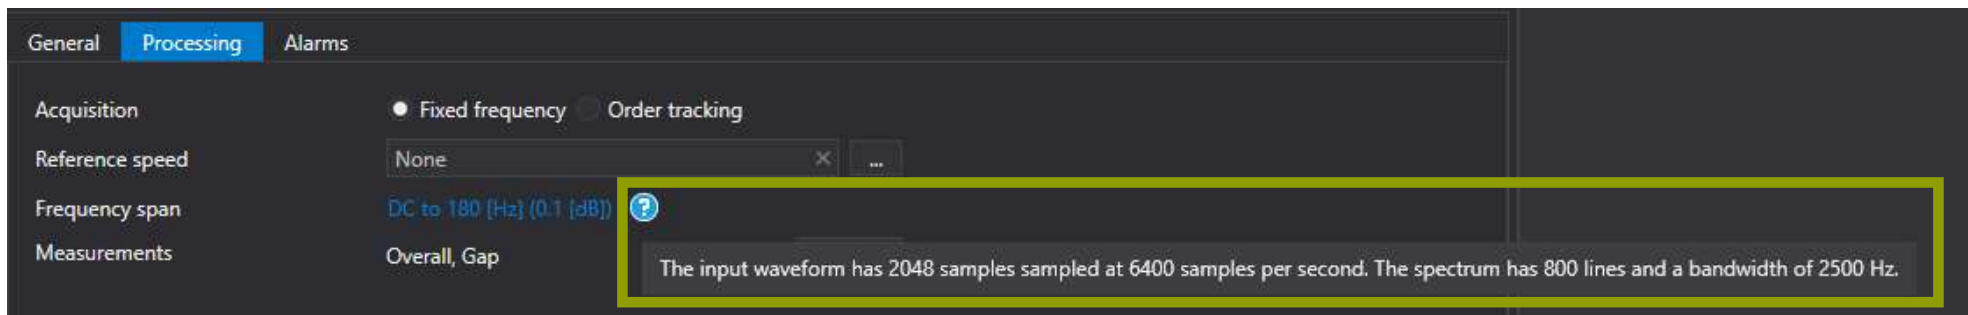 General Processing Alarms
Acquisition Fixed frequency Order tracking
Reference speed None ...
Frequency span DC to 180 [Hz] (0.1 [dB]) ?
Measurements Overall, Gap
The input waveform has 2048 samples sampled at 6400 samples per second. The spectrum has 800 lines and a bandwidth of 2500 Hz.